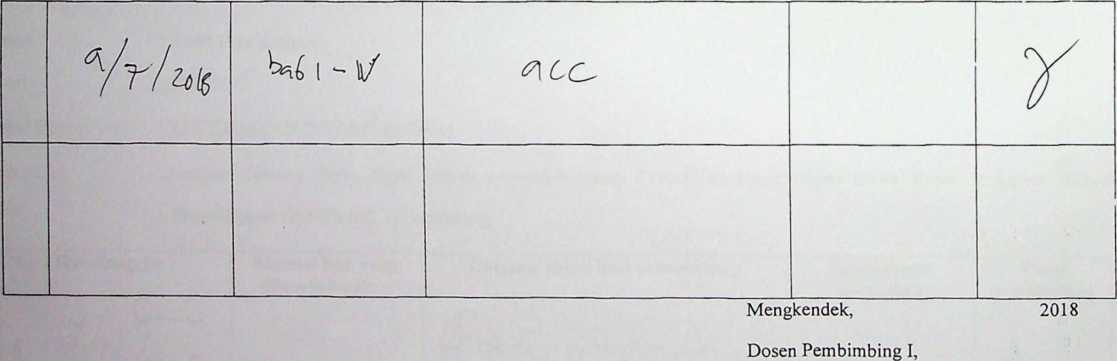 9/7/2018 bab I - IV acc
Mengkendek, 2018
Dosen Pembimbing I,